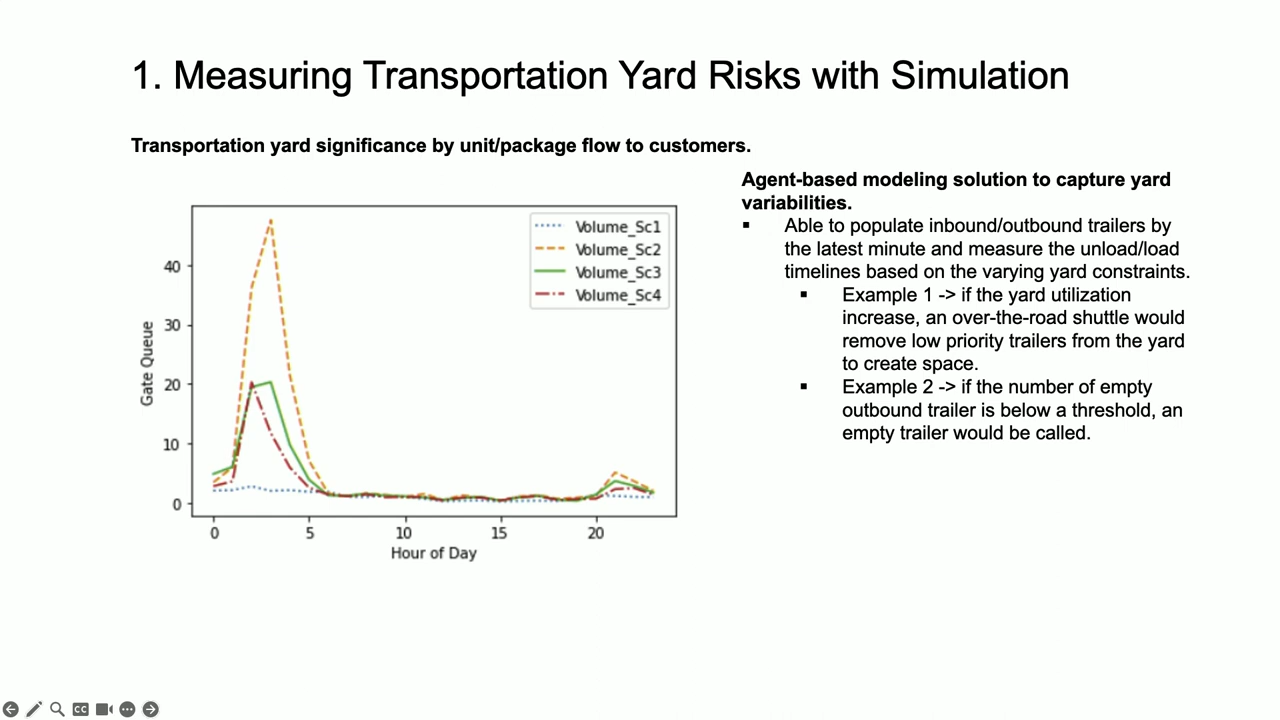 1. Measuring Transportation Yard Risks with Simulation
Transportation yard significance by unit/package flow to customers.
Agent-based modeling solution to capture yard
variabilities.
▪ Able to populate inbound/outbound trailers by
the latest minute and measure the unload/load
timelines based on the varying yard constraints.
▪ Example 1 -> if the yard utilization
increase, an over-the-road shuttle would
remove low priority trailers from the yard
to create space.
▪ Example 2 -> if the number of empty
outbound trailer is below a threshold, an
empty trailer would be called.
Volume_Sc1
Volume_Sc2
Volume_Sc3
Volume_Sc4
Gate Queue
40
30
20
10
0
0 5 10 15 20
Hour of Day
CC